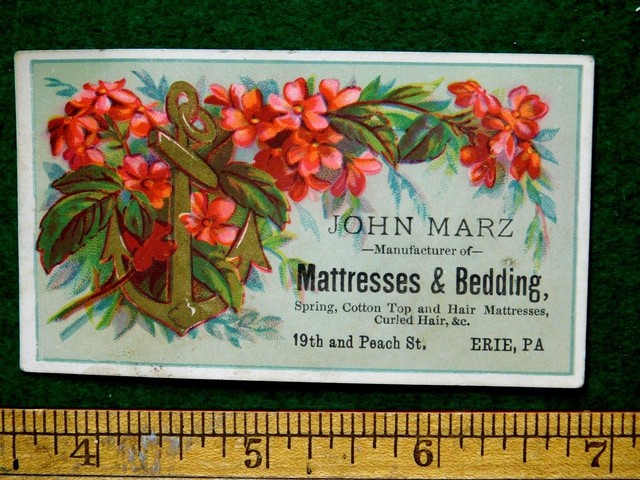 JOHN MARZ
—Manufacturer of—
Mattresses & Bedding,
Spring, Cotton Top and Hair Mattresses,
Curled Hair, &c.
19th and Peach St. ERIE, PA
4 5 6 7